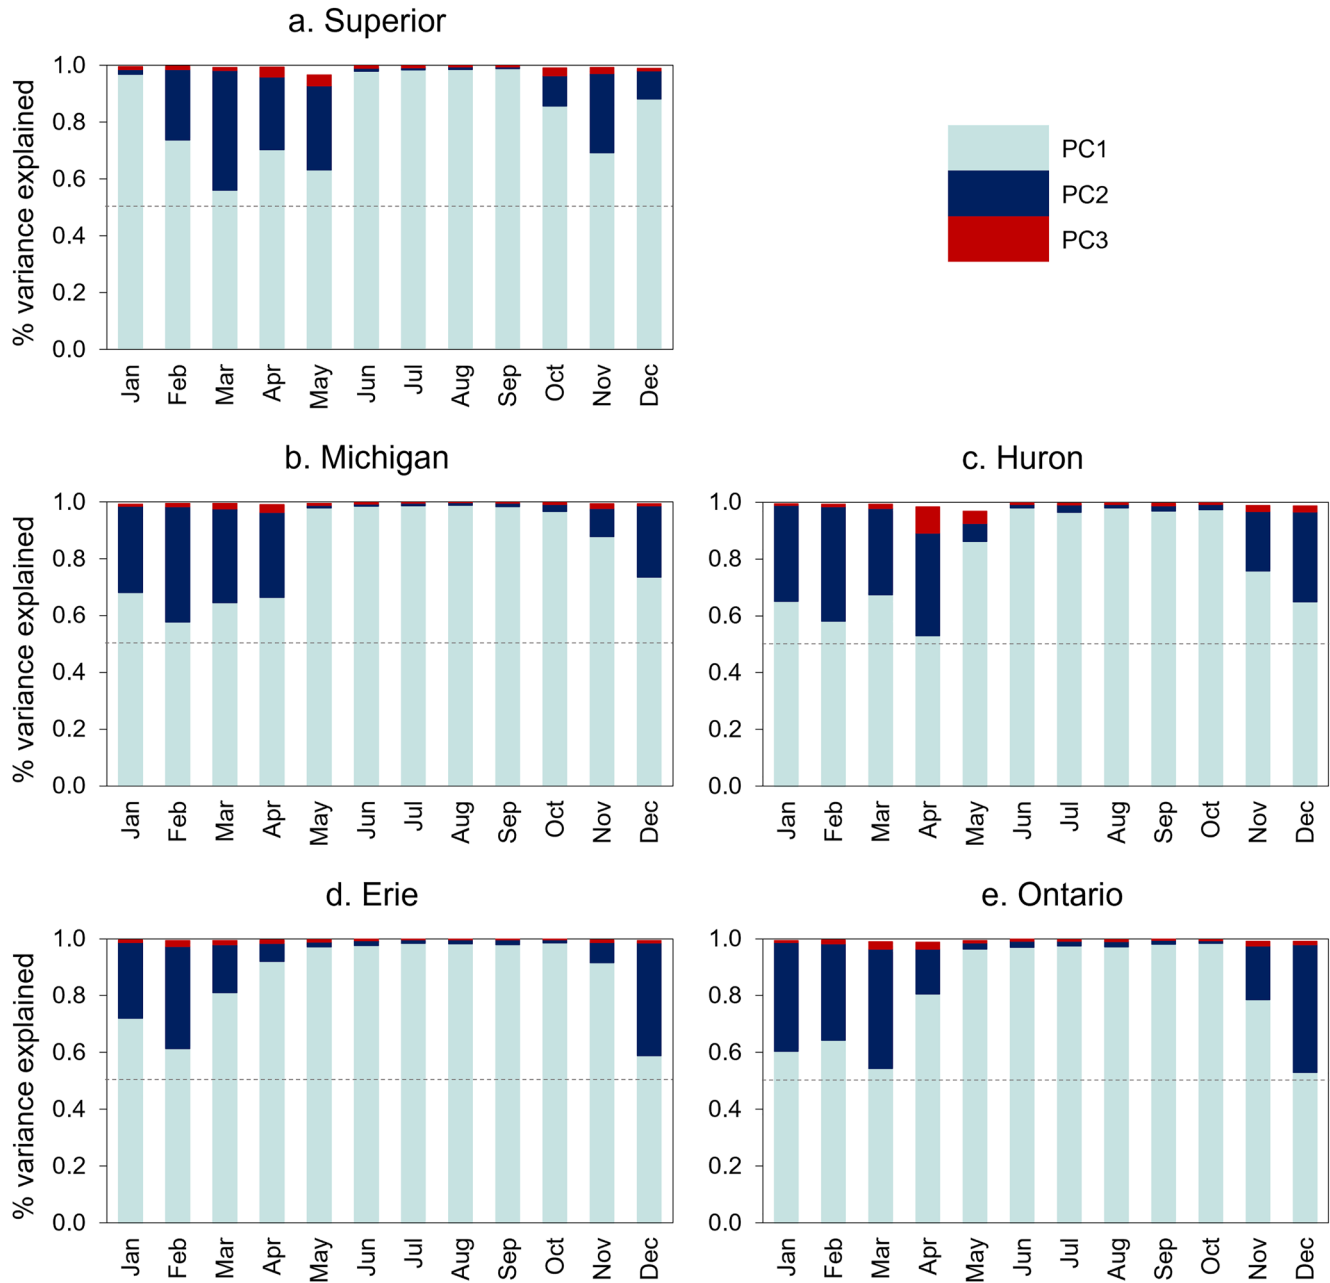 a. Superior
% variance explained
1.0
0.8
0.6
0.4
0.2
0.0
Jan Feb Mar Apr May Jun Jul Aug Sep Oct Nov Dec
PC1
PC2
PC3
b. Michigan
% variance explained
1.0
0.8
0.6
0.4
0.2
0.0
Jan Feb Mar Apr May Jun Jul Aug Sep Oct Nov Dec
c. Huron
1.0
0.8
0.6
0.4
0.2
0.0
Jan Feb Mar Apr May Jun Jul Aug Sep Oct Nov Dec
d. Erie
% variance explained
1.0
0.8
0.6
0.4
0.2
0.0
Jan Feb Mar Apr May Jun Jul Aug Sep Oct Nov Dec
e. Ontario
1.0
0.8
0.6
0.4
0.2
0.0
Jan Feb Mar Apr May Jun Jul Aug Sep Oct Nov Dec